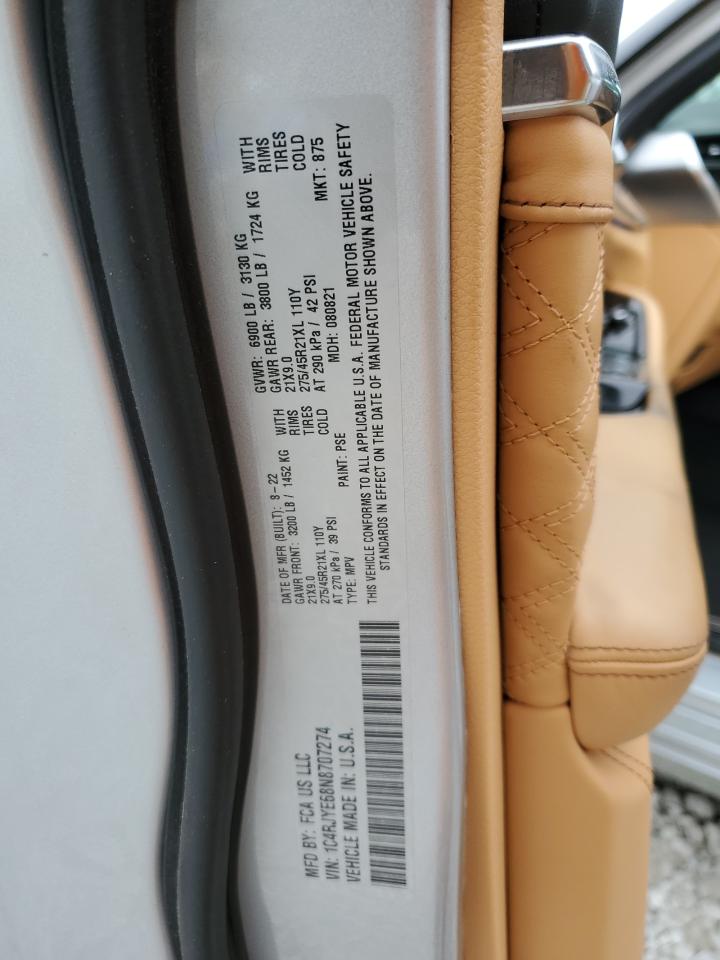 MFD BY: FCA US LLC
VIN: 1C4RJYE68N8707274
VEHICLE MADE IN: U.S.A.
DATE OF MFR (BUILT): 8-22 GVWR: 6900 LB / 3130 KG
GAWR FRONT: 3200 LB / 1452 KG WITH GAWR REAR: 3800 LB / 1724 KG WITH
21X9.0 RIMS 21X9.0 RIMS
275/45R21XL 110Y TIRES 275/45R21XL 110Y TIRES
AT 270 kPa / 39 PSI COLD AT 290 kPa / 42 PSI COLD
TYPE: MPV PAINT: PSE MDH: 080821 MKT: 875
THIS VEHICLE CONFORMS TO ALL APPLICABLE U.S.A. FEDERAL MOTOR VEHICLE SAFETY
STANDARDS IN EFFECT ON THE DATE OF MANUFACTURE SHOWN ABOVE.